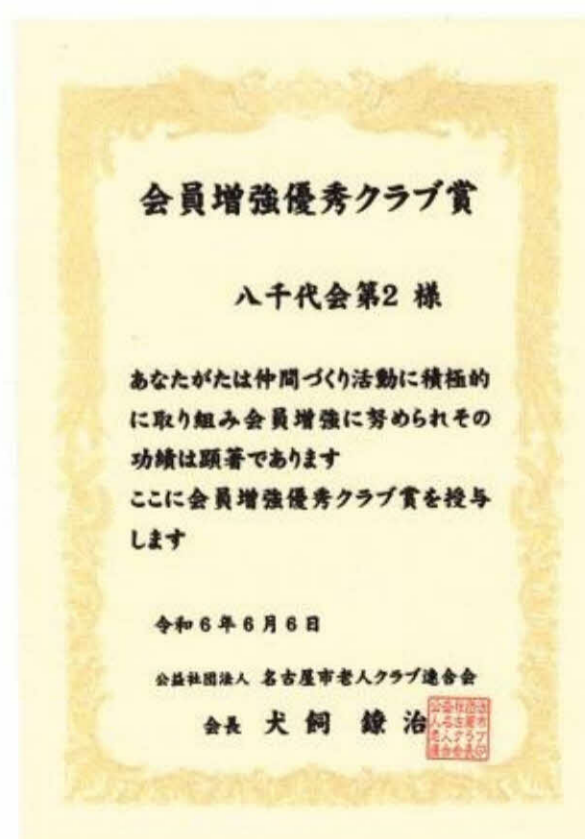 会員増強優秀クラブ賞
八千代会第2 様
あなたがたは仲間づくり活動に積極的
に取り組み会員増強に努められその
功績は顕著であります
ここに会員増強優秀クラブ賞を授与
します
令和6年6月6日
公益社団法人 名古屋市老人クラブ連合会
会長 犬飼 鐐治